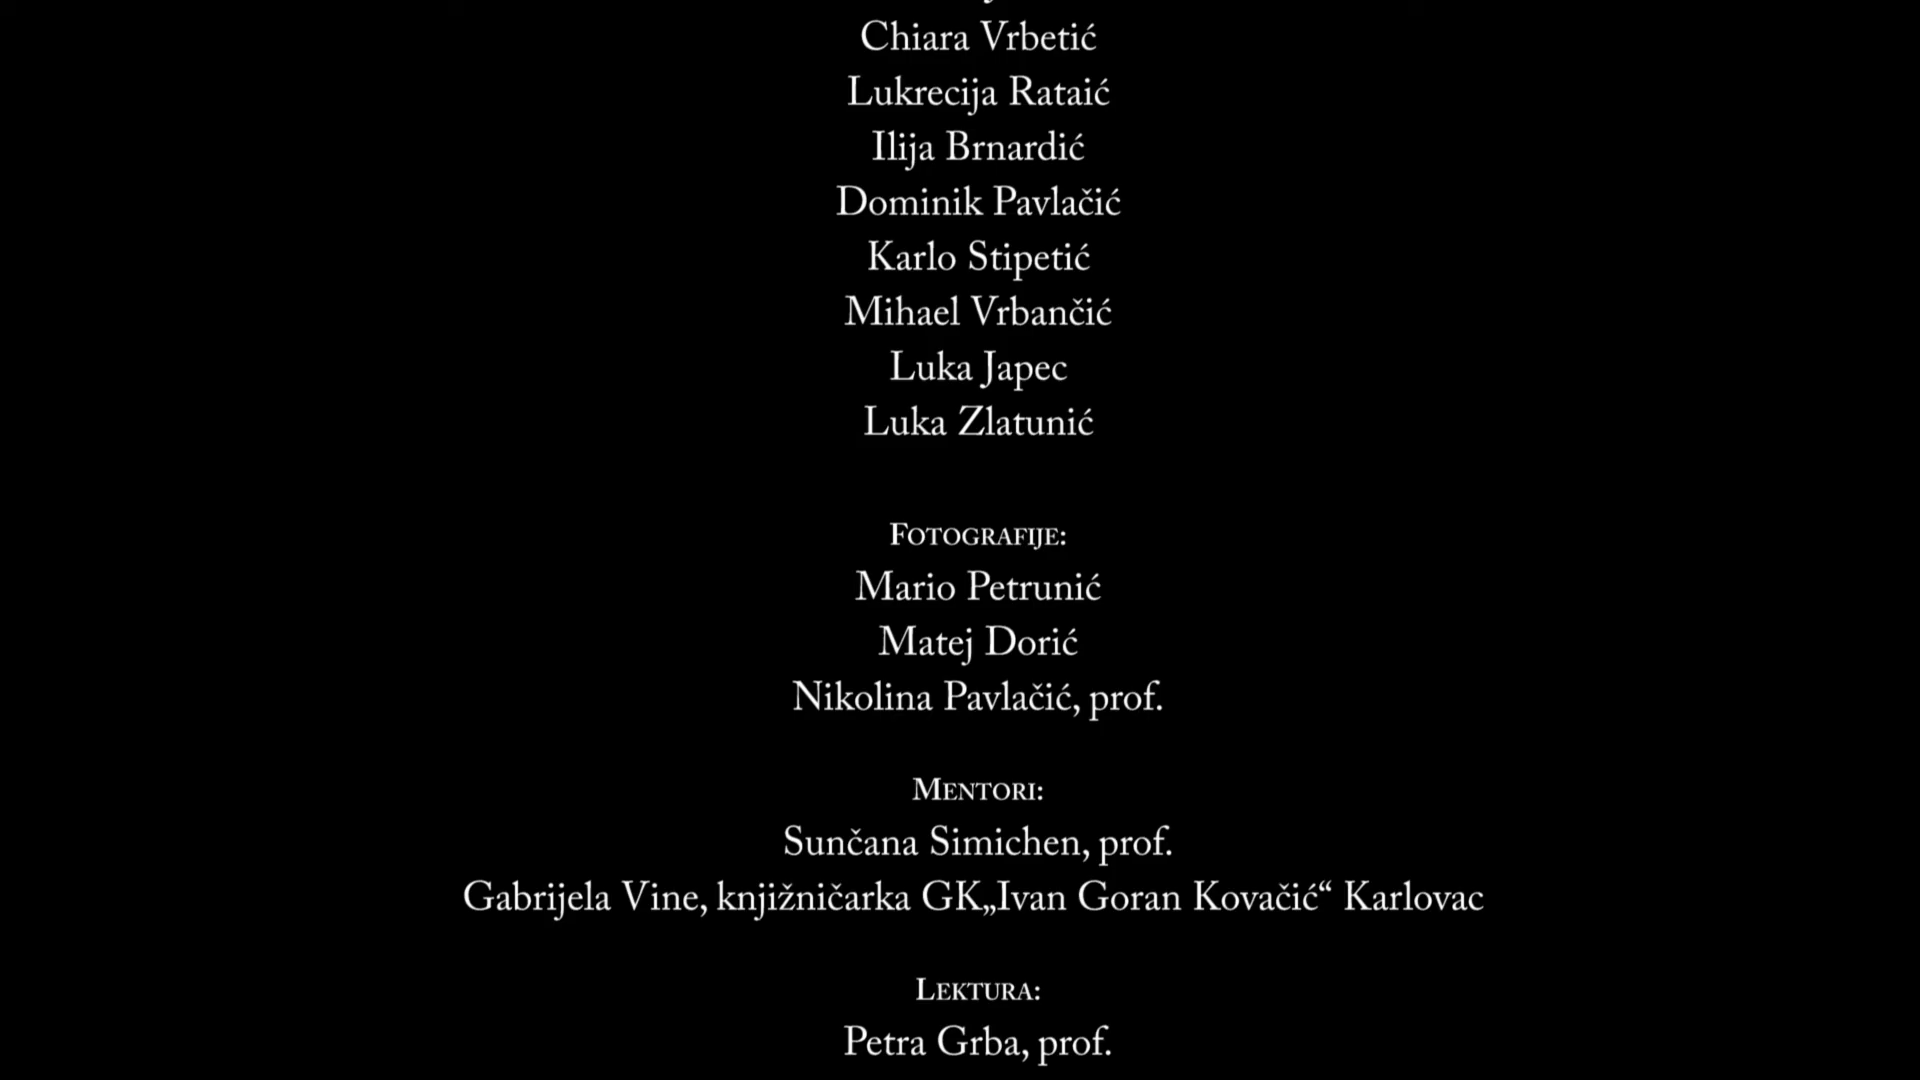 Chiara Vrbetić
Lukrecija Rataić
Ilija Brnardić
Dominik Pavlačić
Karlo Stipetić
Mihael Vrbančić
Luka Japec
Luka Zlatunić
FOTOGRAFIJE:
Mario Petrunić
Matej Dorić
Nikolina Pavlačić, prof.
MENTORI:
Sunčana Simichen, prof.
Gabrijela Vine, knjižničarka GK„Ivan Goran Kovačić“ Karlovac
LEKTURA:
Petra Grba, prof.